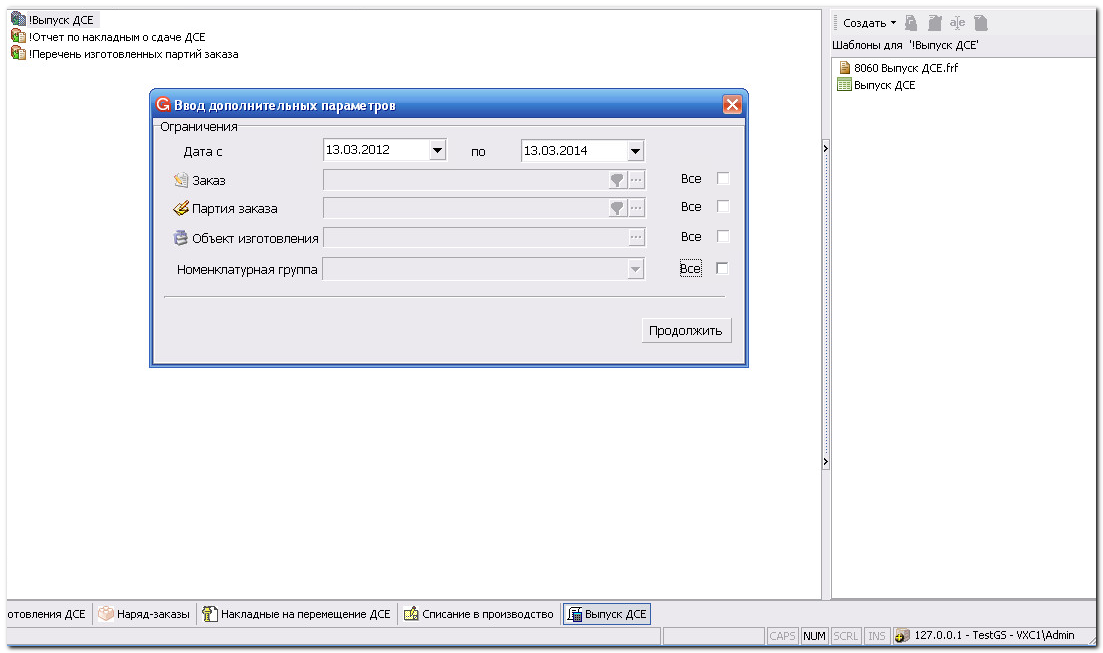 !Выпуск ДСЕ
!Отчет по накладным о сдаче ДСЕ
!Перечень изготовленных партий заказа
Создать
Шаблоны для '!Выпуск ДСЕ'
8060 Выпуск ДСЕ.frf
Выпуск ДСЕ
Ввод дополнительных параметров
Ограничения
Дата с 13.03.2012 по 13.03.2014
Заказ Все
Партия заказа Все
Объект изготовления Все
Номенклатурная группа Все
Продолжить
отовления ДСЕ Наряд-заказы Накладные на перемещение ДСЕ Списание в производство Выпуск ДСЕ
CAPS NUM SCRL INS 127.0.0.1 - TestGS - VXC1\Admin